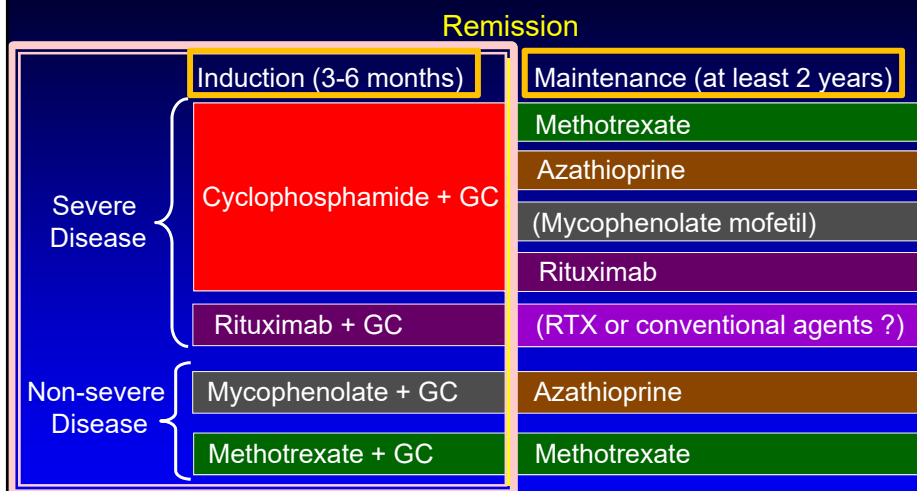 Remission
Induction (3-6 months)
Maintenance (at least 2 years)
Severe
Disease
Cyclophosphamide + GC
Methotrexate
Azathioprine
(Mycophenolate mofetil)
Rituximab
Rituximab + GC
(RTX or conventional agents ?)
Non-severe
Disease
Mycophenolate + GC
Azathioprine
Methotrexate + GC
Methotrexate